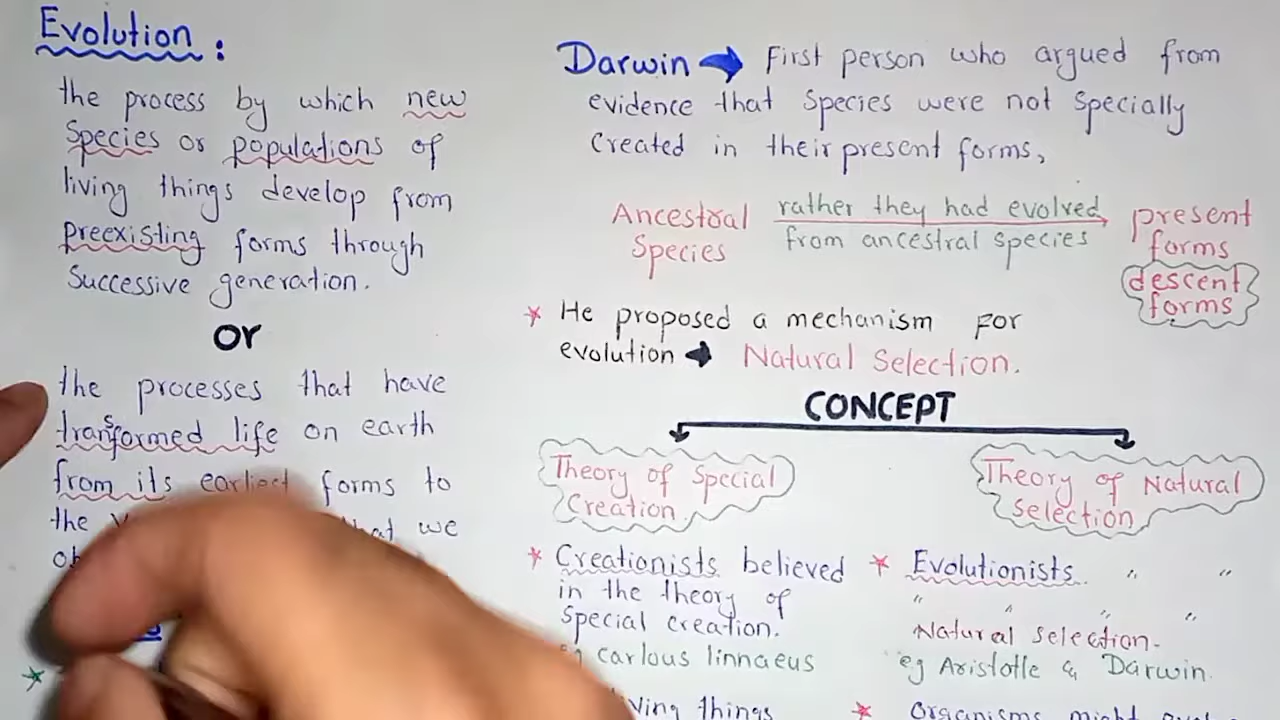 Evolution :
the process by which new
Species or populations of
living things develop from
preexisting forms through
Successive generation.
or
the processes that have
transformed life on earth
from its earliest forms to
the
we
Darwin → First person who argued from
evidence that species were not specially
Created in their present forms,
Ancestral Species
rather they had evolved
from ancestral species
present
forms
descent
forms
* He proposed a mechanism for
evolution → Natural Selection.
CONCEPT
Theory of Special
Creation
Theory of Natural
Selection
* Creationists believed
in the theory of
Special creation.
carlous linnaeus
living things
* Evolutionists " "
" " " "
Natural selection.
eg Aristotle & Darwin.
* Organisms might